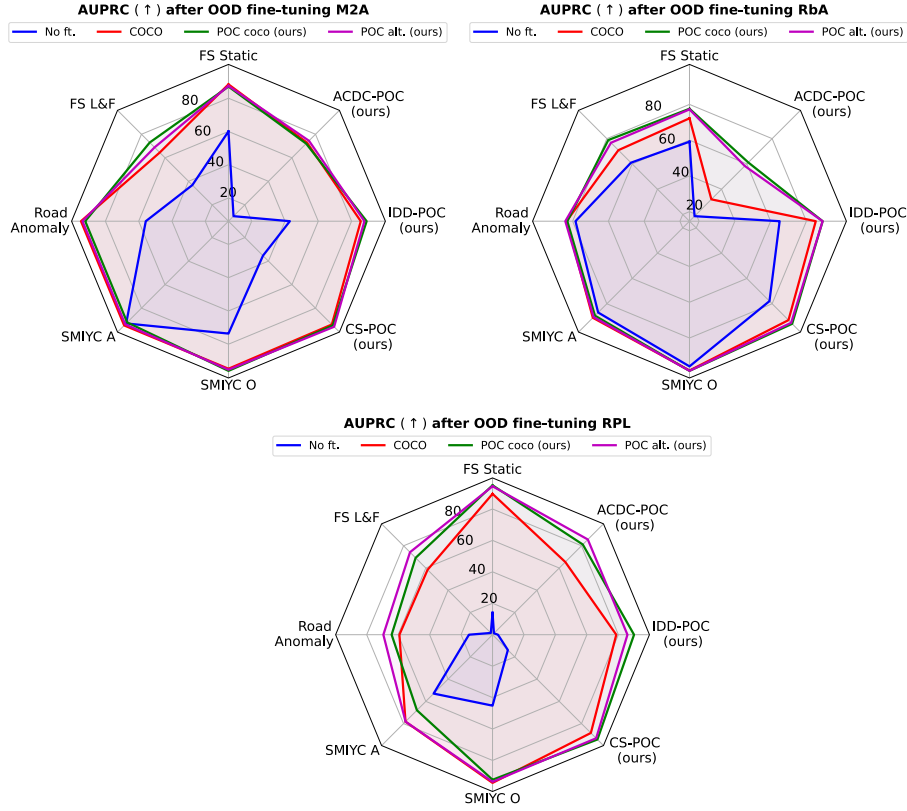 AUPRC (↑) after OOD fine-tuning M2A
No ft. COCO POC coco (ours) POC alt. (ours)
FS Static
FS L&F
ACDC-POC
(ours)
80
60
40
20
Road
Anomaly
IDD-POC
(ours)
SMIYC A
CS-POC
(ours)
SMIYC O
AUPRC (↑) after OOD fine-tuning RbA
No ft. COCO POC coco (ours) POC alt. (ours)
FS Static
FS L&F
ACDC-POC
(ours)
80
60
40
20
Road
Anomaly
IDD-POC
(ours)
SMIYC A
CS-POC
(ours)
SMIYC O
AUPRC (↑) after OOD fine-tuning RPL
No ft. COCO POC coco (ours) POC alt. (ours)
FS Static
FS L&F
ACDC-POC
(ours)
80
60
40
20
Road
Anomaly
IDD-POC
(ours)
SMIYC A
CS-POC
(ours)
SMIYC O